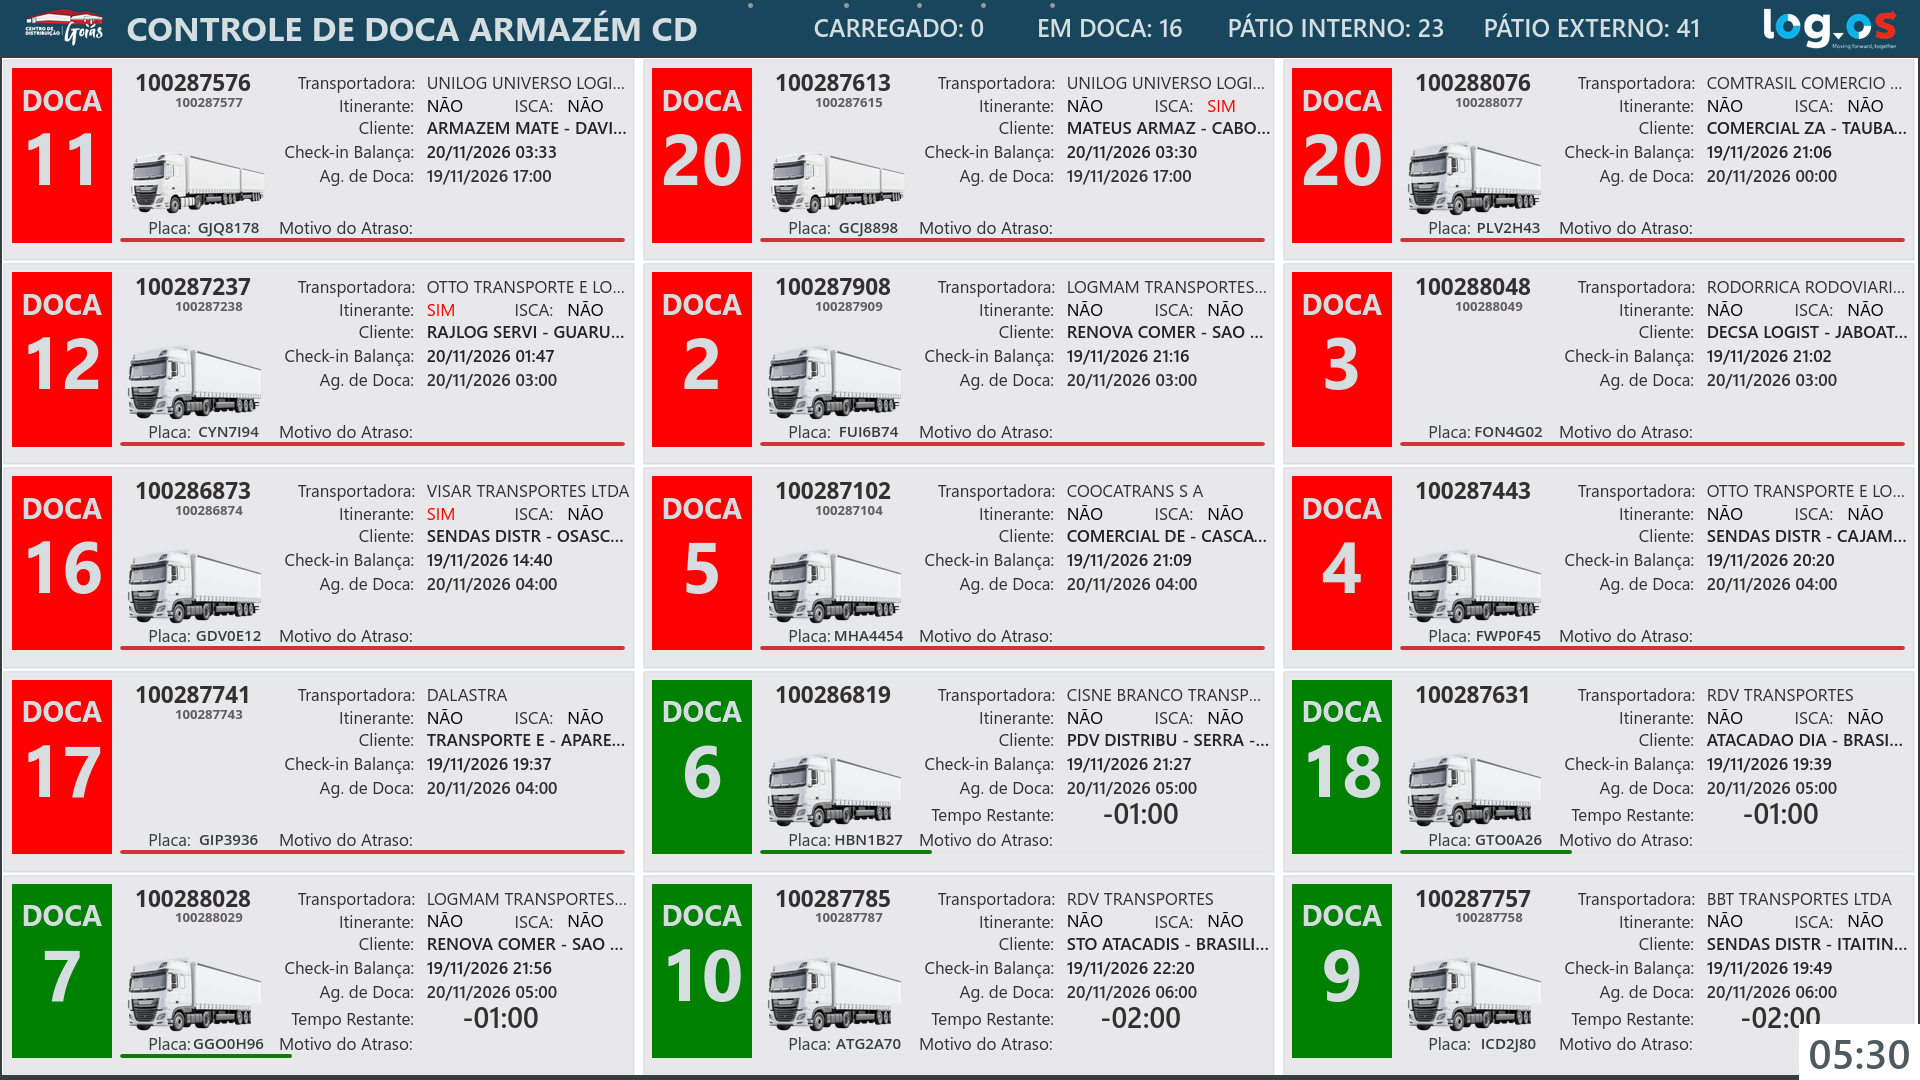 CENTRO DE DISTRIBUIÇÃO Goiás
CONTROLE DE DOCA ARMAZÉM CD
CARREGADO: 0
EM DOCA: 16
PÁTIO INTERNO: 23
PÁTIO EXTERNO: 41
log.os
Moving forward, together
DOCA
11
100287576
100287577
Transportadora: UNILOG UNIVERSO LOGI...
Itinerante: NÃO ISCA: NÃO
Cliente: ARMAZEM MATE - DAVI...
Check-in Balança: 20/11/2026 03:33
Ag. de Doca: 19/11/2026 17:00
Placa: GJQ8178 Motivo do Atraso:
DOCA
20
100287613
100287615
Transportadora: UNILOG UNIVERSO LOGI...
Itinerante: NÃO ISCA: SIM
Cliente: MATEUS ARMAZ - CABO...
Check-in Balança: 20/11/2026 03:30
Ag. de Doca: 19/11/2026 17:00
Placa: GCJ8898 Motivo do Atraso:
DOCA
20
100288076
100288077
Transportadora: COMTRASIL COMERCIO ...
Itinerante: NÃO ISCA: NÃO
Cliente: COMERCIAL ZA - TAUBA...
Check-in Balança: 19/11/2026 21:06
Ag. de Doca: 20/11/2026 00:00
Placa: PLV2H43 Motivo do Atraso:
DOCA
12
100287237
100287238
Transportadora: OTTO TRANSPORTE E LO...
Itinerante: SIM ISCA: NÃO
Cliente: RAJLOG SERVI - GUARU...
Check-in Balança: 20/11/2026 01:47
Ag. de Doca: 20/11/2026 03:00
Placa: CYN7I94 Motivo do Atraso:
DOCA
2
100287908
100287909
Transportadora: LOGMAM TRANSPORTES...
Itinerante: NÃO ISCA: NÃO
Cliente: RENOVA COMER - SAO ...
Check-in Balança: 19/11/2026 21:16
Ag. de Doca: 20/11/2026 03:00
Placa: FUI6B74 Motivo do Atraso:
DOCA
3
100288048
100288049
Transportadora: RODORRICA RODOVIARI...
Itinerante: NÃO ISCA: NÃO
Cliente: DECSA LOGIST - JABOAT...
Check-in Balança: 19/11/2026 21:02
Ag. de Doca: 20/11/2026 03:00
Placa: FON4G02 Motivo do Atraso:
DOCA
16
100286873
100286874
Transportadora: VISAR TRANSPORTES LTDA
Itinerante: SIM ISCA: NÃO
Cliente: SENDAS DISTR - OSASC...
Check-in Balança: 19/11/2026 14:40
Ag. de Doca: 20/11/2026 04:00
Placa: GDV0E12 Motivo do Atraso:
DOCA
5
100287102
100287104
Transportadora: COOCATRANS S A
Itinerante: NÃO ISCA: NÃO
Cliente: COMERCIAL DE - CASCA...
Check-in Balança: 19/11/2026 21:09
Ag. de Doca: 20/11/2026 04:00
Placa: MHA4454 Motivo do Atraso:
DOCA
4
100287443
Transportadora: OTTO TRANSPORTE E LO...
Itinerante: NÃO ISCA: NÃO
Cliente: SENDAS DISTR - CAJAM...
Check-in Balança: 19/11/2026 20:20
Ag. de Doca: 20/11/2026 04:00
Placa: FWP0F45 Motivo do Atraso:
DOCA
17
100287741
100287743
Transportadora: DALASTRA
Itinerante: NÃO ISCA: NÃO
Cliente: TRANSPORTE E - APARE...
Check-in Balança: 19/11/2026 19:37
Ag. de Doca: 20/11/2026 04:00
Placa: GIP3936 Motivo do Atraso:
DOCA
6
100286819
Transportadora: CISNE BRANCO TRANSP...
Itinerante: NÃO ISCA: NÃO
Cliente: PDV DISTRIBU - SERRA -...
Check-in Balança: 19/11/2026 21:27
Ag. de Doca: 20/11/2026 05:00
Tempo Restante: -01:00
Placa: HBN1B27 Motivo do Atraso:
DOCA
18
100287631
Transportadora: RDV TRANSPORTES
Itinerante: NÃO ISCA: NÃO
Cliente: ATACADAO DIA - BRASI...
Check-in Balança: 19/11/2026 19:39
Ag. de Doca: 20/11/2026 05:00
Tempo Restante: -01:00
Placa: GTO0A26 Motivo do Atraso:
DOCA
7
100288028
100288029
Transportadora: LOGMAM TRANSPORTES...
Itinerante: NÃO ISCA: NÃO
Cliente: RENOVA COMER - SAO ...
Check-in Balança: 19/11/2026 21:56
Ag. de Doca: 20/11/2026 05:00
Tempo Restante: -01:00
Placa: GGO0H96 Motivo do Atraso:
DOCA
10
100287785
100287787
Transportadora: RDV TRANSPORTES
Itinerante: NÃO ISCA: NÃO
Cliente: STO ATACADIS - BRASILI...
Check-in Balança: 19/11/2026 22:20
Ag. de Doca: 20/11/2026 06:00
Tempo Restante: -02:00
Placa: ATG2A70 Motivo do Atraso:
DOCA
9
100287757
100287758
Transportadora: BBT TRANSPORTES LTDA
Itinerante: NÃO ISCA: NÃO
Cliente: SENDAS DISTR - ITAITIN...
Check-in Balança: 19/11/2026 19:49
Ag. de Doca: 20/11/2026 06:00
Tempo Restante: -02:00
Placa: ICD2J80 Motivo do Atraso:
05:30